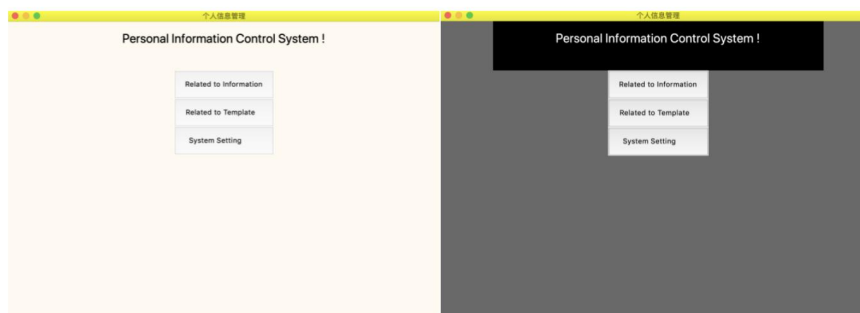 个人信息管理
Personal Information Control System !
Related to Information
Related to Template
System Setting
个人信息管理
Personal Information Control System !
Related to Information
Related to Template
System Setting